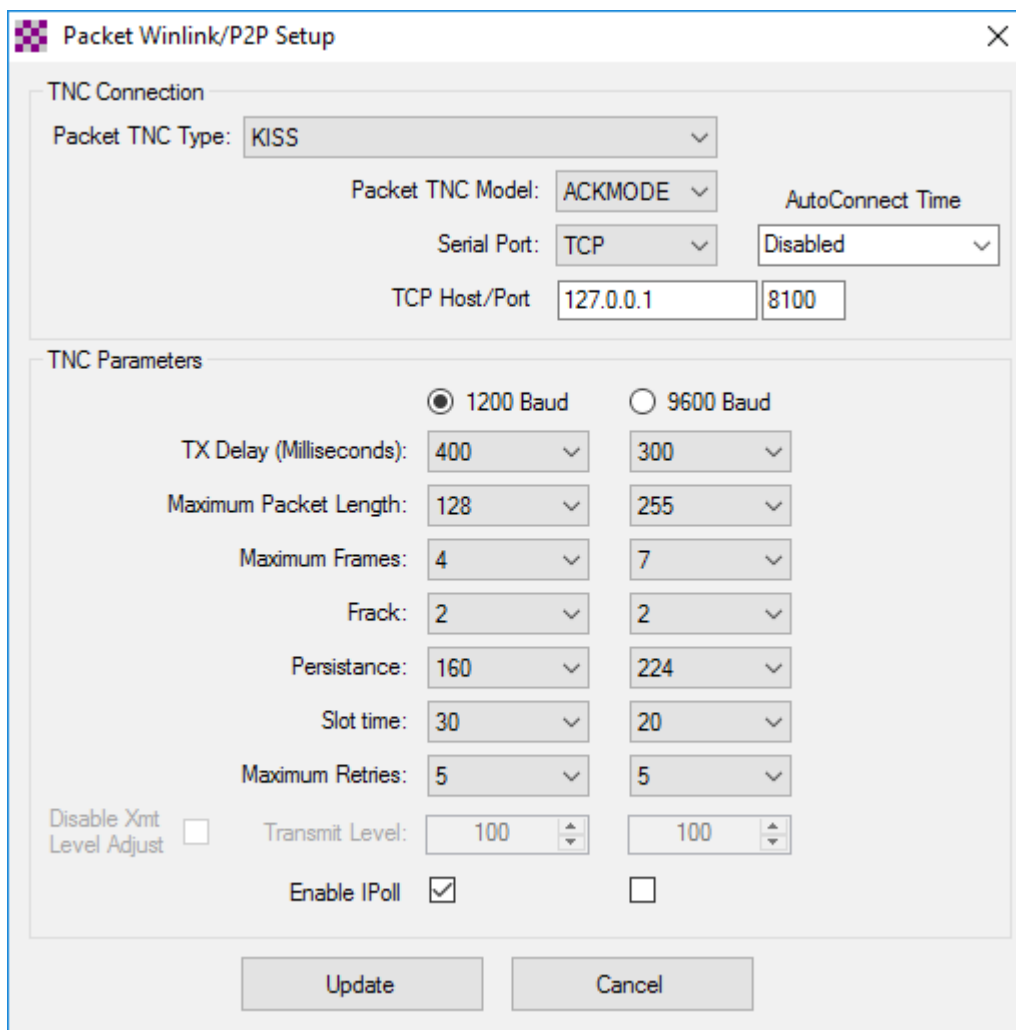 Packet Winlink/P2P Setup
TNC Connection
Packet TNC Type: KISS
Packet TNC Model: ACKMODE AutoConnect Time
Serial Port: TCP Disabled
TCP Host/Port 127.0.0.1 8100
TNC Parameters
1200 Baud 9600 Baud
TX Delay (Milliseconds): 400 300
Maximum Packet Length: 128 255
Maximum Frames: 4 7
Frack: 2 2
Persistance: 160 224
Slot time: 30 20
Maximum Retries: 5 5
Disable Xmt
Level Adjust Transmit Level: 100 100
Enable IPoll
Update Cancel